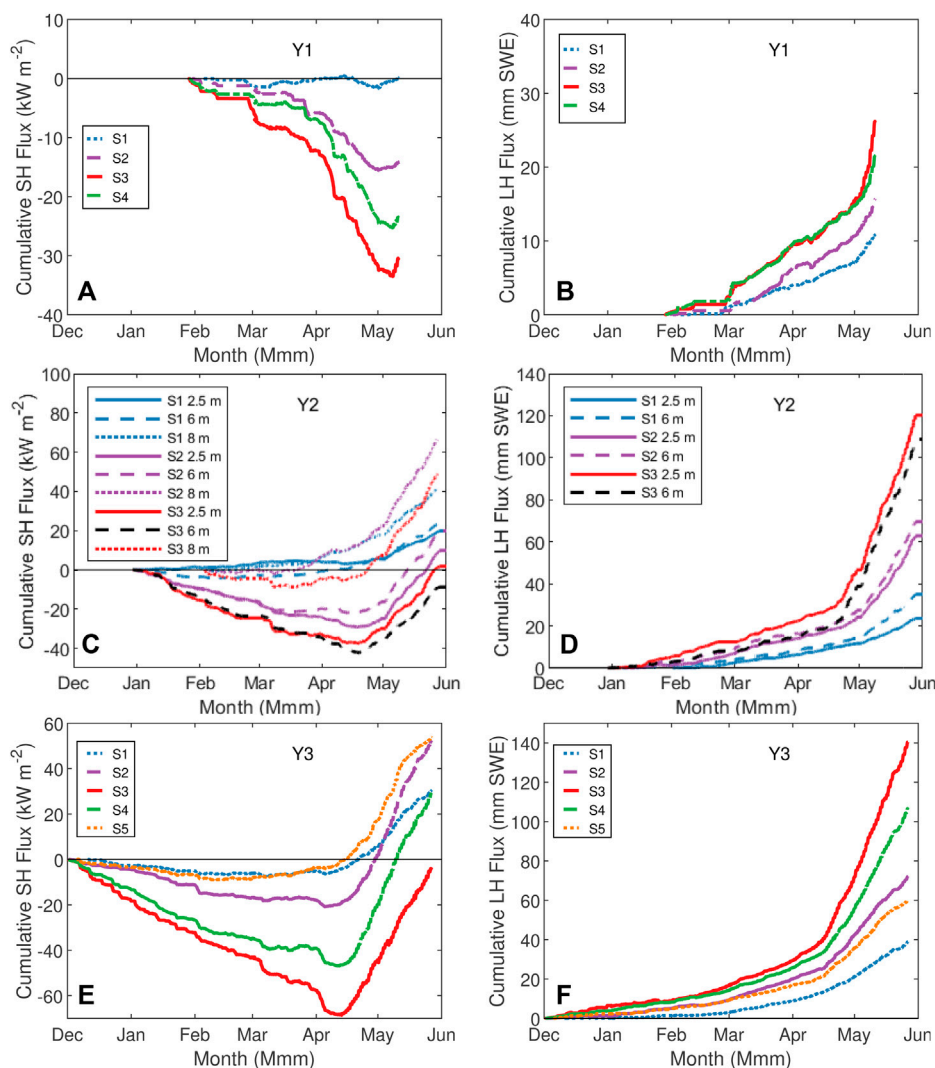 Y1
Cumulative SH Flux (kW m-2)
10
0
-10
-20
-30
-40
S1
S2
S3
S4
A
Dec Jan Feb Mar Apr May Jun
Month (Mmm)
Y1
Cumulative LH Flux (mm SWE)
40
30
20
10
0
S1
S2
S3
S4
B
Dec Jan Feb Mar Apr May Jun
Month (Mmm)
Y2
Cumulative SH Flux (kW m-2)
100
80
60
40
20
0
-20
-40
S1 2.5 m
S1 6 m
S1 8 m
S2 2.5 m
S2 6 m
S2 8 m
S3 2.5 m
S3 6 m
S3 8 m
C
Dec Jan Feb Mar Apr May Jun
Month (Mmm)
Y2
Cumulative LH Flux (mm SWE)
120
100
80
60
40
20
0
S1 2.5 m
S1 6 m
S2 2.5 m
S2 6 m
S3 2.5 m
S3 6 m
D
Dec Jan Feb Mar Apr May Jun
Month (Mmm)
Y3
Cumulative SH Flux (kW m-2)
60
40
20
0
-20
-40
-60
S1
S2
S3
S4
S5
E
Dec Jan Feb Mar Apr May Jun
Month (Mmm)
Y3
Cumulative LH Flux (mm SWE)
140
120
100
80
60
40
20
0
S1
S2
S3
S4
S5
F
Dec Jan Feb Mar Apr May Jun
Month (Mmm)